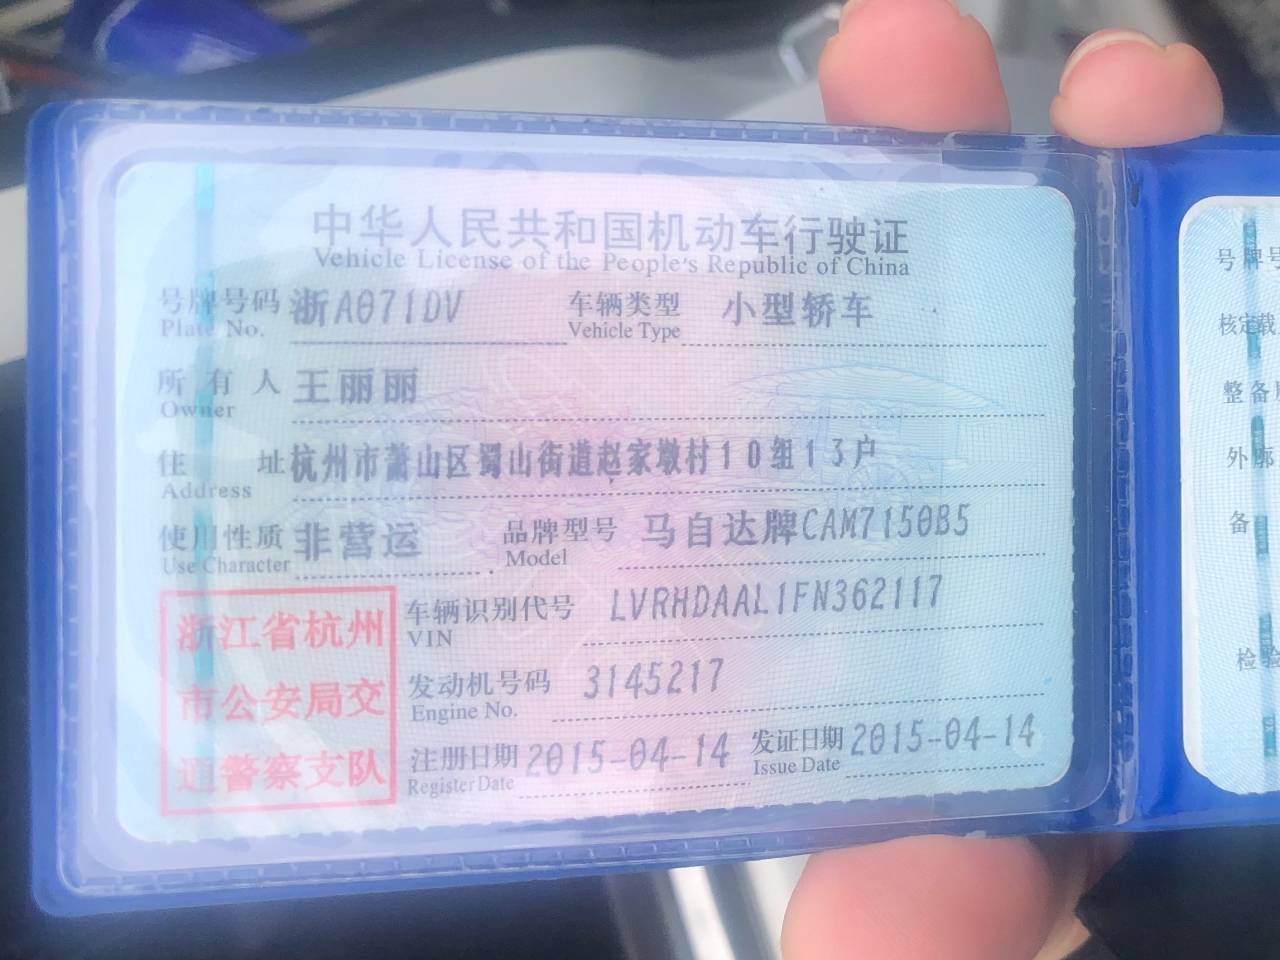 中华人民共和国机动车行驶证
Vehicle License of the People's Republic of China
号牌号码 浙A071DV 车辆类型 小型轿车
Plate No. Vehicle Type
所有人 王丽丽
Owner
住址 杭州市萧山区蜀山街道赵家墩村10组13户
Address
使用性质 非营运 品牌型号 马自达牌CAM7150B5
Use Character Model
浙江省杭州
市公安局交
通警察支队
车辆识别代号 LVRHDAAL1FN362117
VIN
发动机号码 3145217
Engine No.
注册日期 2015-04-14 发证日期 2015-04-14
Register Date Issue Date
号牌号
核定载
整备
外廓
备
检验